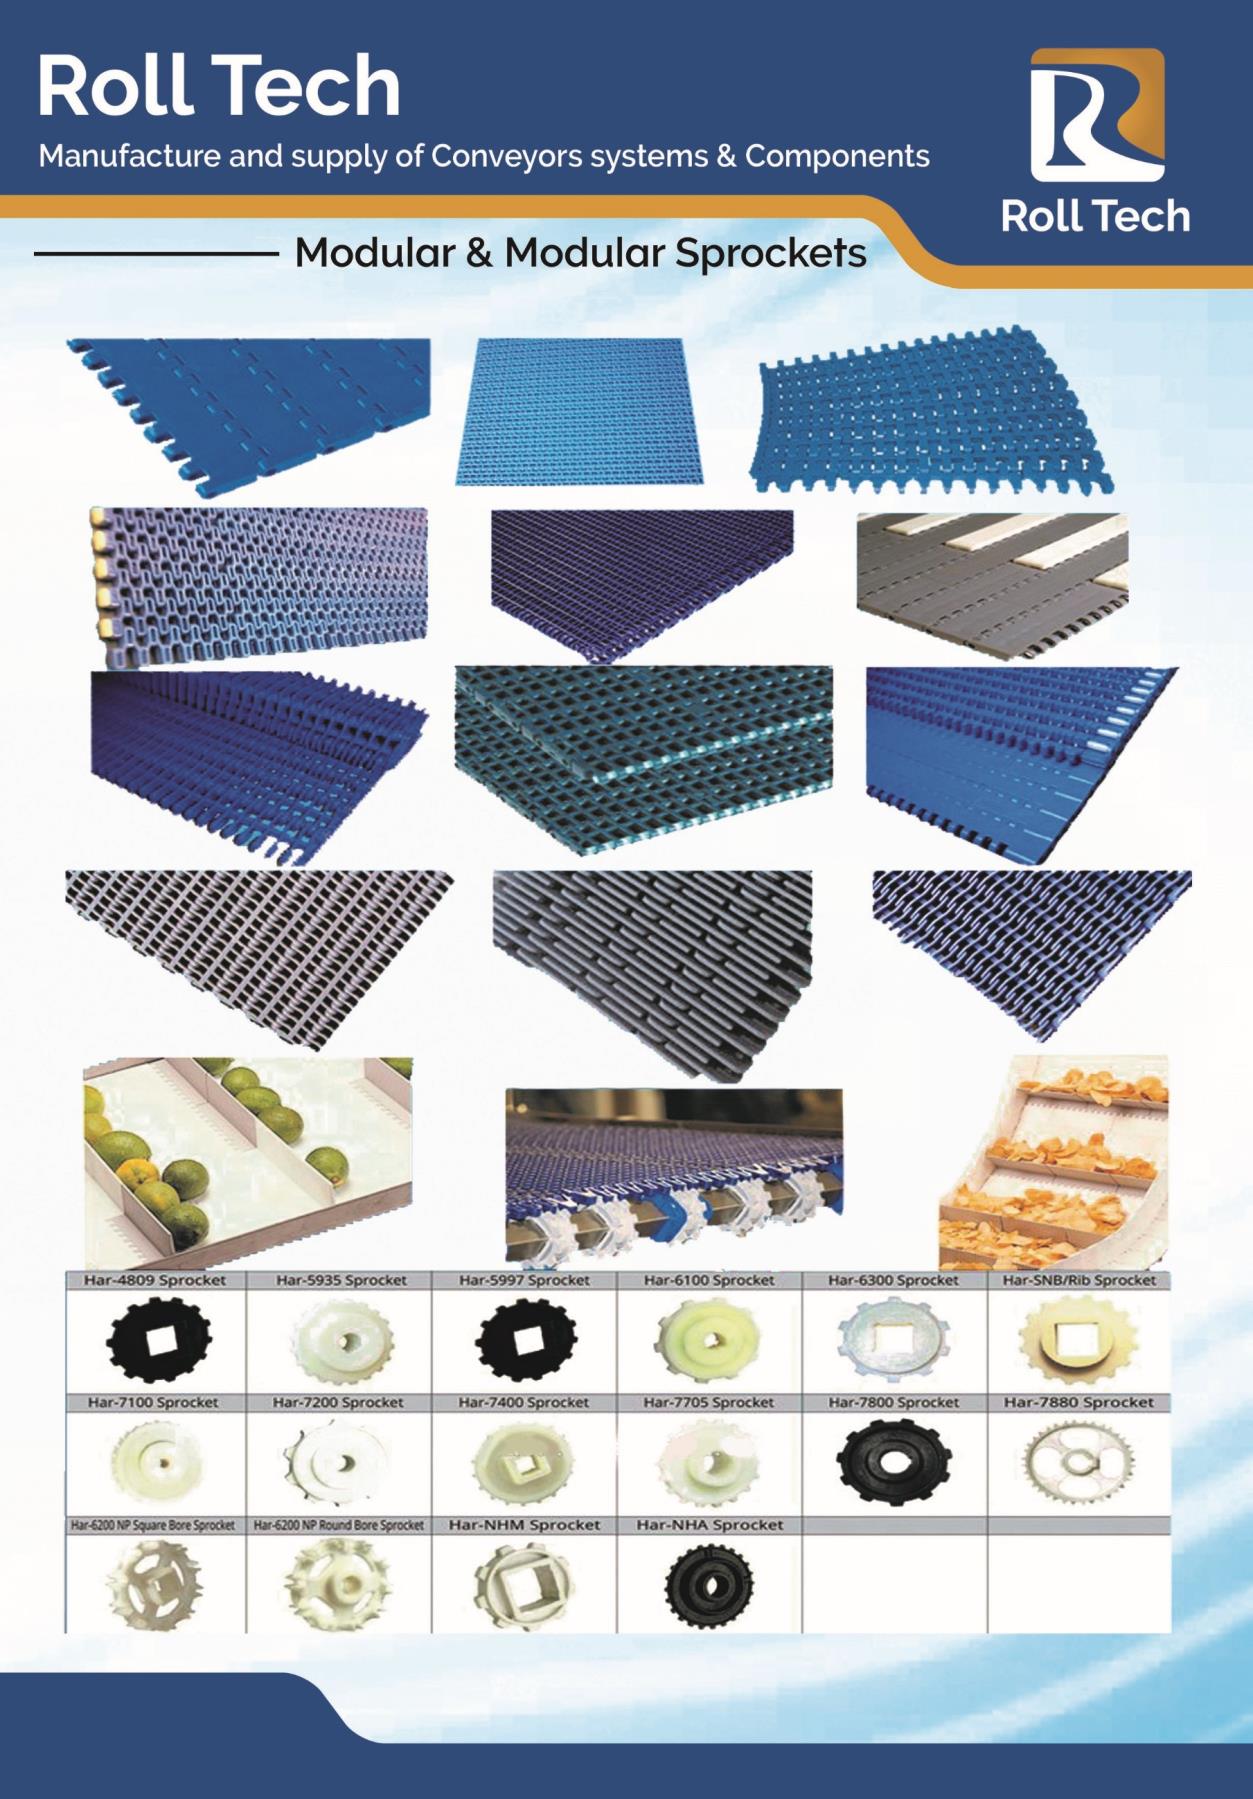 Roll Tech
Manufacture and supply of Conveyors systems & Components
Roll Tech
Modular & Modular Sprockets
Har-4809 Sprocket
Har-5935 Sprocket
Har-5997 Sprocket
Har-6100 Sprocket
Har-6300 Sprocket
Har-SNB/Rib Sprocket
Har-7100 Sprocket
Har-7200 Sprocket
Har-7400 Sprocket
Har-7705 Sprocket
Har-7800 Sprocket
Har-7880 Sprocket
Har-6200 NP Square Bore Sprocket
Har-6200 NP Round Bore Sprocket
Har-NHM Sprocket
Har-NHA Sprocket